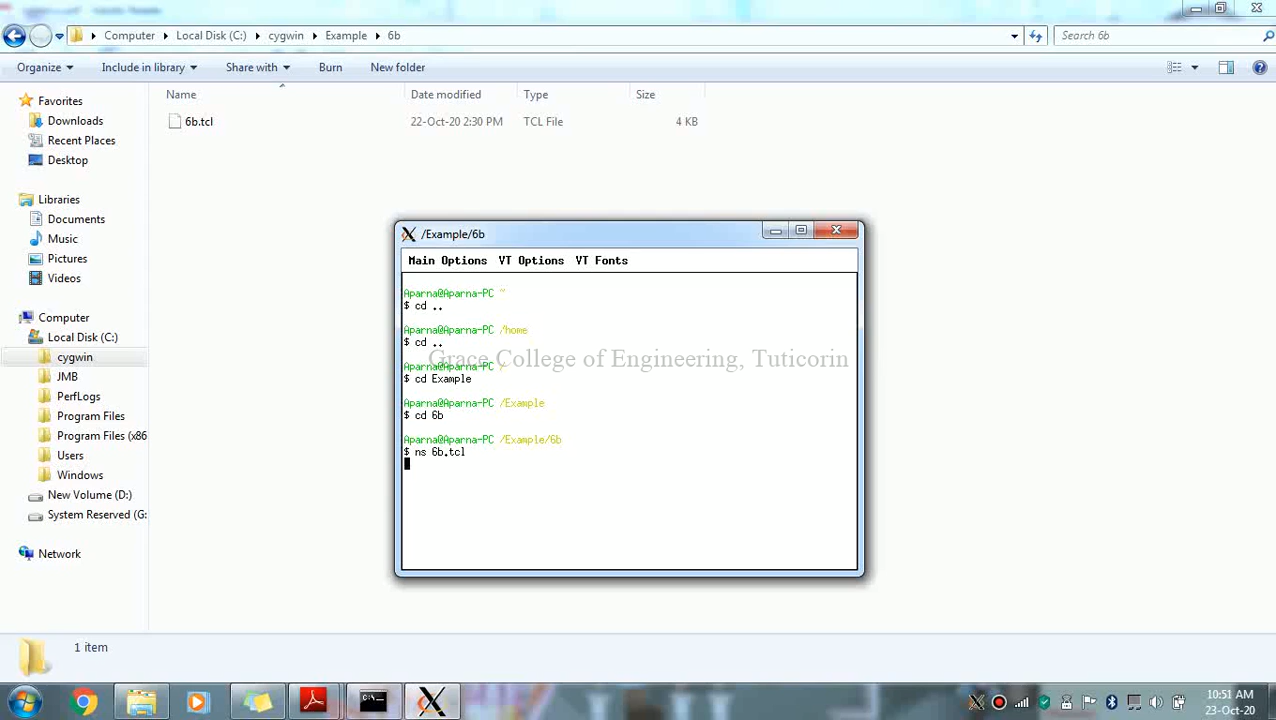 Computer
Local Disk (C:)
cygwin
Example
6b
Search 6b
Organize
Include in library
Share with
Burn
New folder
Name
Date modified
Type
Size
6b.tcl
22-Oct-20 2:30 PM
TCL File
4 KB
Favorites
Downloads
Recent Places
Desktop
Libraries
Documents
Music
Pictures
Videos
Computer
Local Disk (C:)
cygwin
JMB
PerfLogs
Program Files
Program Files (x86
Users
Windows
New Volume (D:)
System Reserved (G:
Network
/Example/6b
Main Options VT Options VT Fonts
Aparna@Aparna-PC ~
$ cd ..
Aparna@Aparna-PC /home
$ cd ..
Grace College of Engineering, Tuticorin
Aparna@Aparna-PC /
$ cd Example
Aparna@Aparna-PC /Example
$ cd 6b
Aparna@Aparna-PC /Example/6b
$ ns 6b.tcl
1 item
C:\
10:51 AM
23-Oct-20